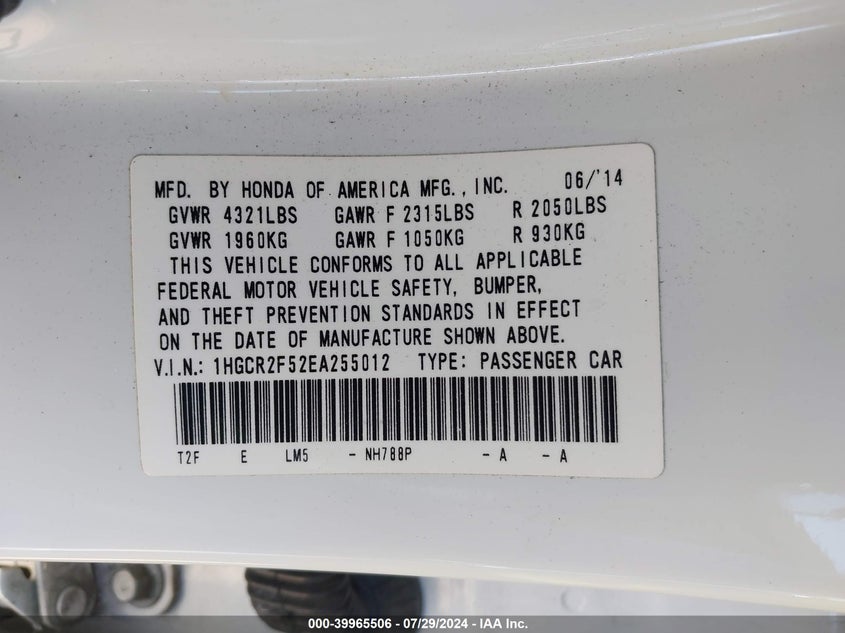 MFD. BY HONDA OF AMERICA MFG., INC. 06/'14
GVWR 4321LBS GAWR F 2315LBS R 2050LBS
GVWR 1960KG GAWR F 1050KG R 930KG
THIS VEHICLE CONFORMS TO ALL APPLICABLE
FEDERAL MOTOR VEHICLE SAFETY, BUMPER,
AND THEFT PREVENTION STANDARDS IN EFFECT
ON THE DATE OF MANUFACTURE SHOWN ABOVE.
V.I.N.: 1HGCR2F52EA255012 TYPE: PASSENGER CAR
T2F E LM5 - NH788P - A - A
000-39965506 / 07/29/2024 / © IAA Inc.